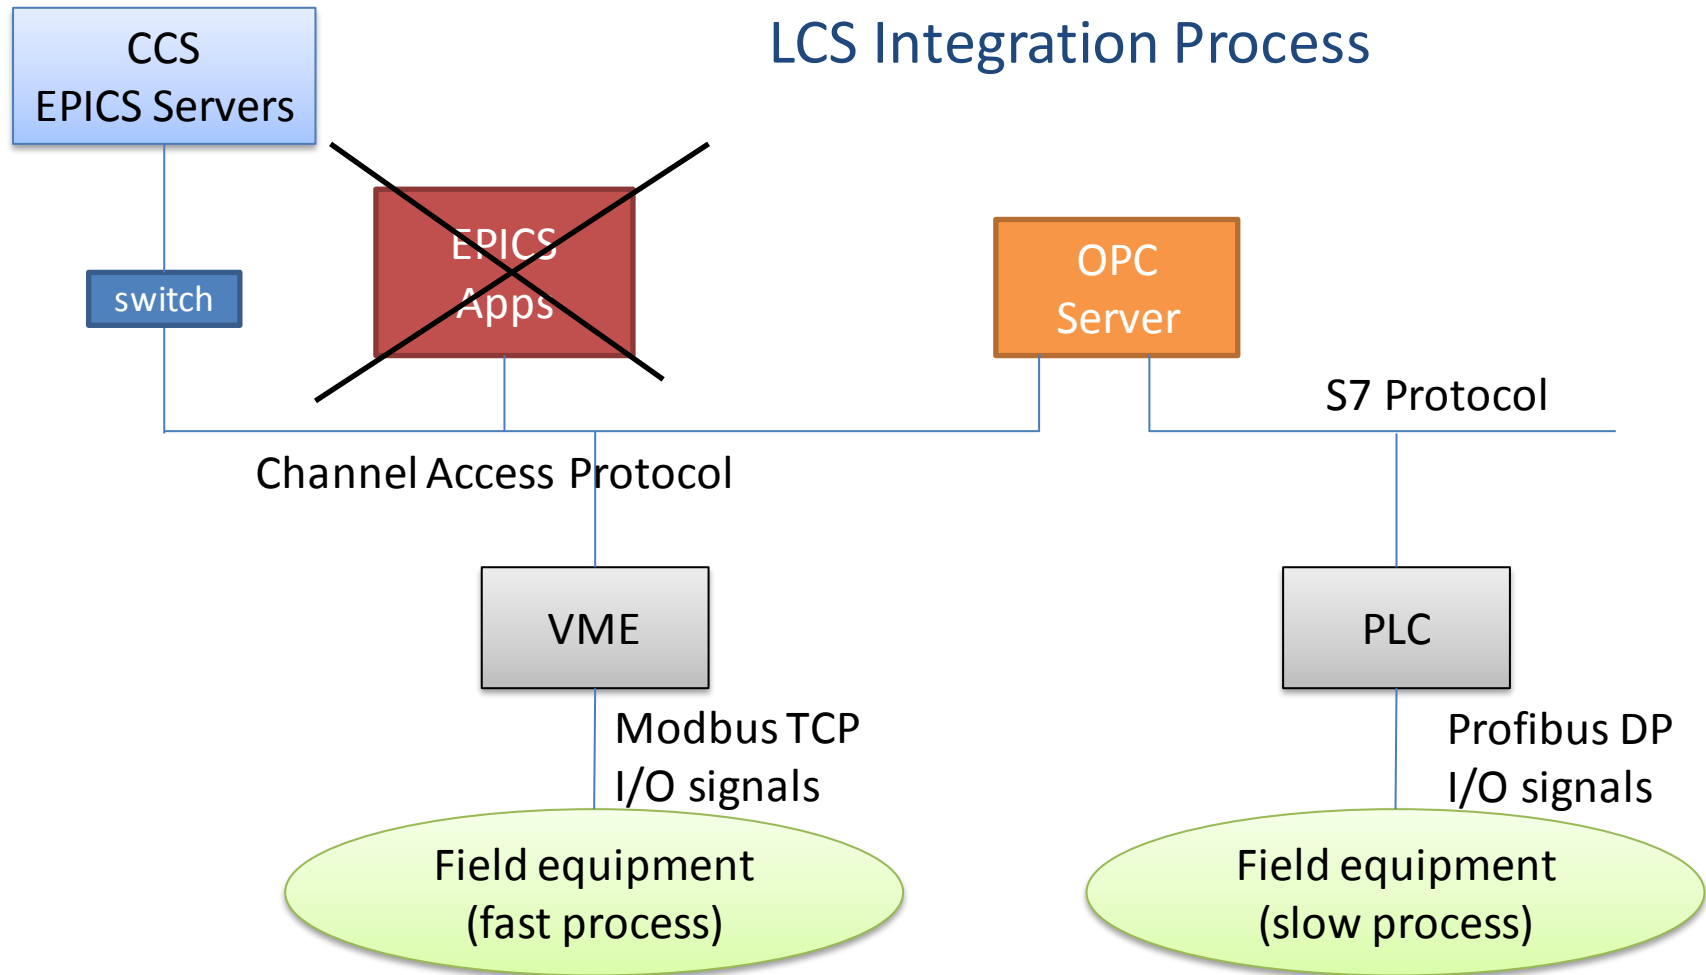 LCS Integration Process
CCS
EPICS Servers
switch
EPICS
Apps
OPC
Server
S7 Protocol
Channel Access Protocol
VME
PLC
Modbus TCP
I/O signals
Profibus DP
I/O signals
Field equipment
(fast process)
Field equipment
(slow process)